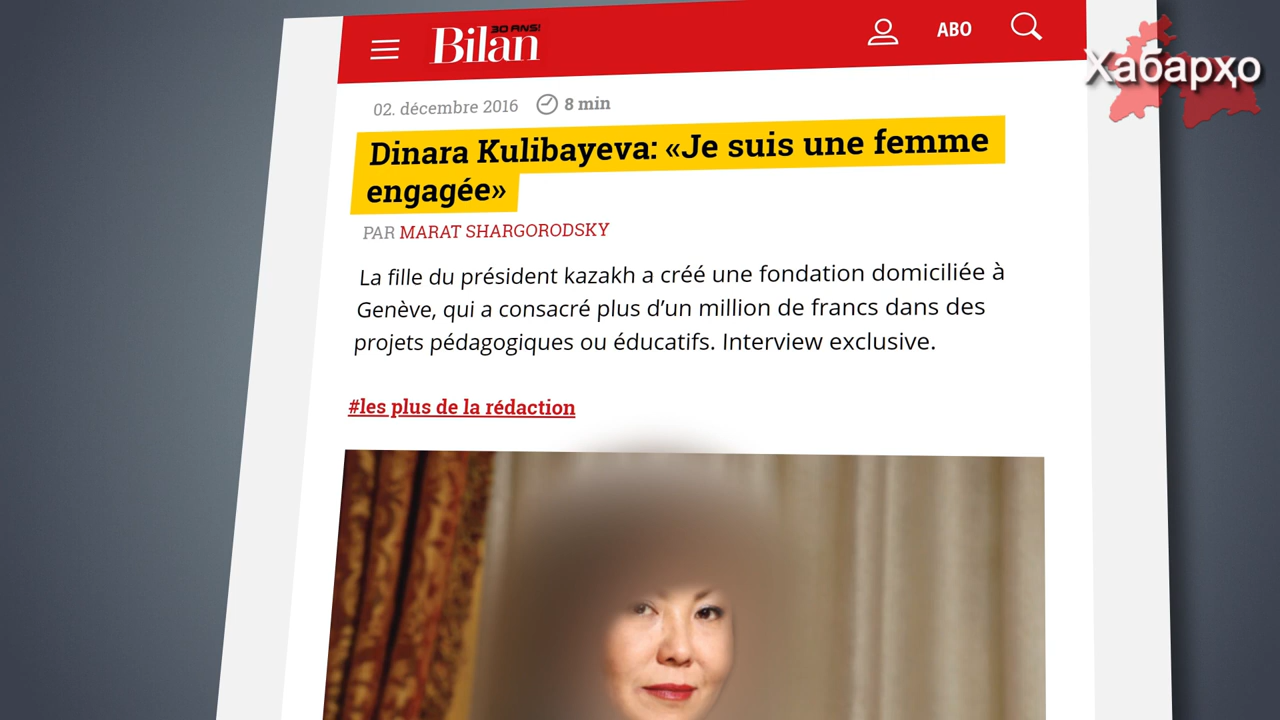 30 ANS!
Bilan
ABO
Хабарҳо
02. décembre 2016 8 min
Dinara Kulibayeva: «Je suis une femme
engagée»
PAR MARAT SHARGORODSKY
La fille du président kazakh a créé une fondation domiciliée à
Genève, qui a consacré plus d’un million de francs dans des
projets pédagogiques ou éducatifs. Interview exclusive.
#les plus de la rédaction